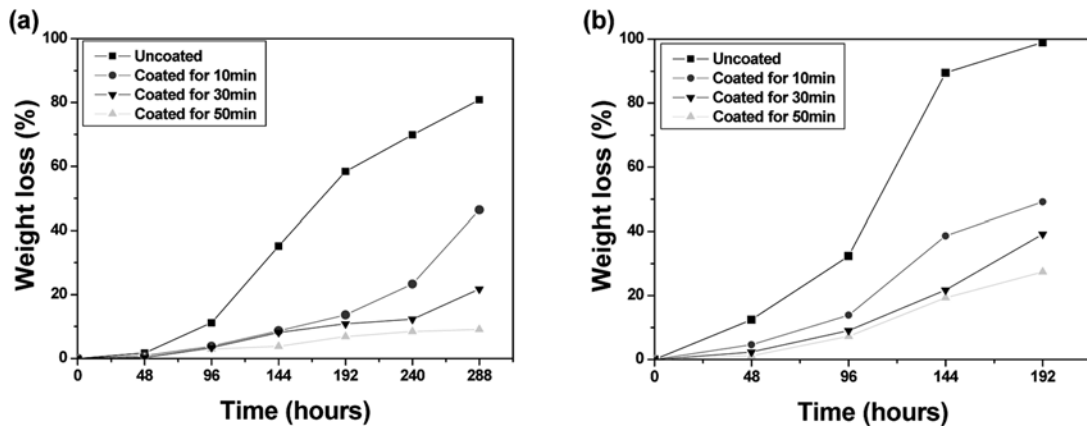 (a)
100
80
60
40
20
0
Weight loss (%)
Uncoated
Coated for 10min
Coated for 30min
Coated for 50min
0 48 96 144 192 240 288
Time (hours)
(b)
100
80
60
40
20
0
Weight loss (%)
Uncoated
Coated for 10min
Coated for 30min
Coated for 50min
0 48 96 144 192
Time (hours)